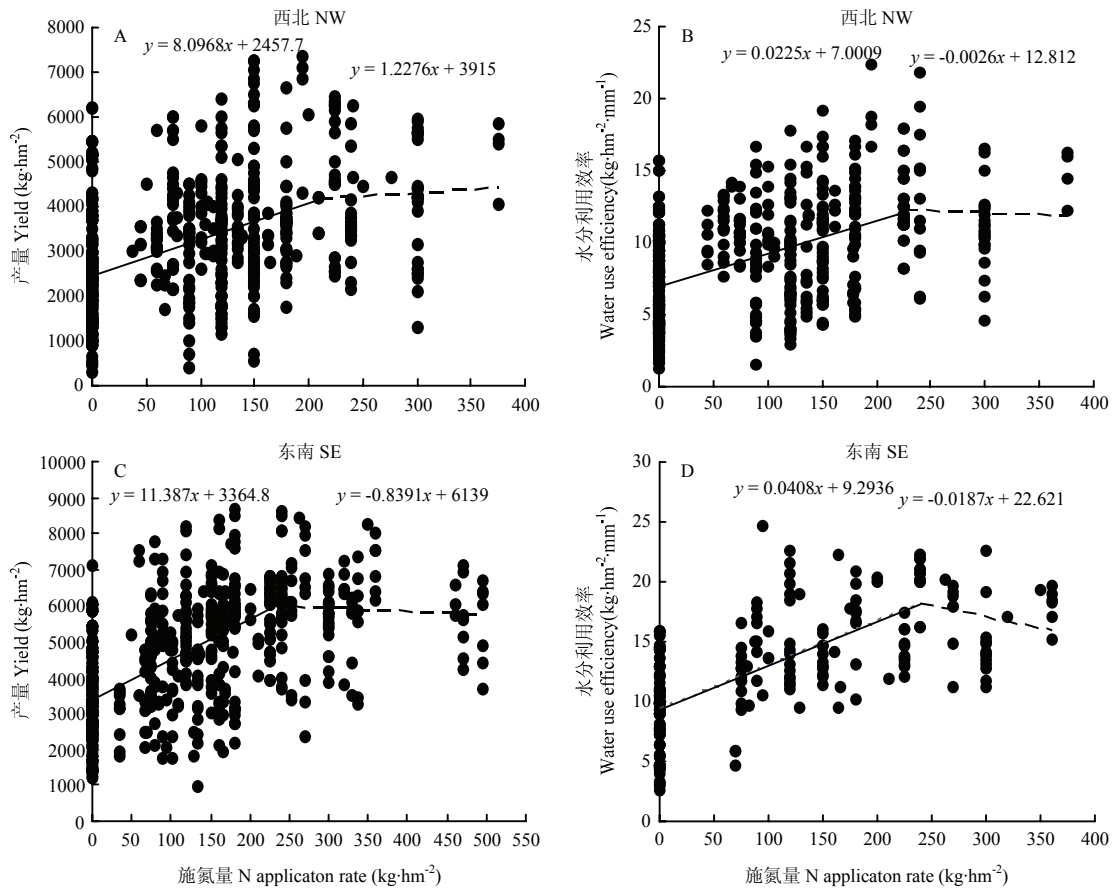 西北 NW
A
y = 8.0968x + 2457.7
y = 1.2276x + 3915
8000
7000
6000
5000
4000
3000
2000
1000
0
产量 Yield (kg·hm-2)
0 50 100 150 200 250 300 350 400
西北 NW
B
y = 0.0225x + 7.0009
y = -0.0026x + 12.812
25
20
15
10
5
0
水分利用效率
Water use efficiency(kg·hm-2·mm-1)
0 50 100 150 200 250 300 350 400
东南 SE
C
y = 11.387x + 3364.8
y = -0.8391x + 6139
10000
9000
8000
7000
6000
5000
4000
3000
2000
1000
0
产量 Yield (kg·hm-2)
0 50 100 150 200 250 300 350 400 450 500 550
施氮量 N applicaton rate (kg·hm-2)
东南 SE
D
y = 0.0408x + 9.2936
y = -0.0187x + 22.621
30
25
20
15
10
5
0
水分利用效率
Water use efficiency(kg·hm-2·mm-1)
0 50 100 150 200 250 300 350 400
施氮量 N applicaton rate (kg·hm-2)